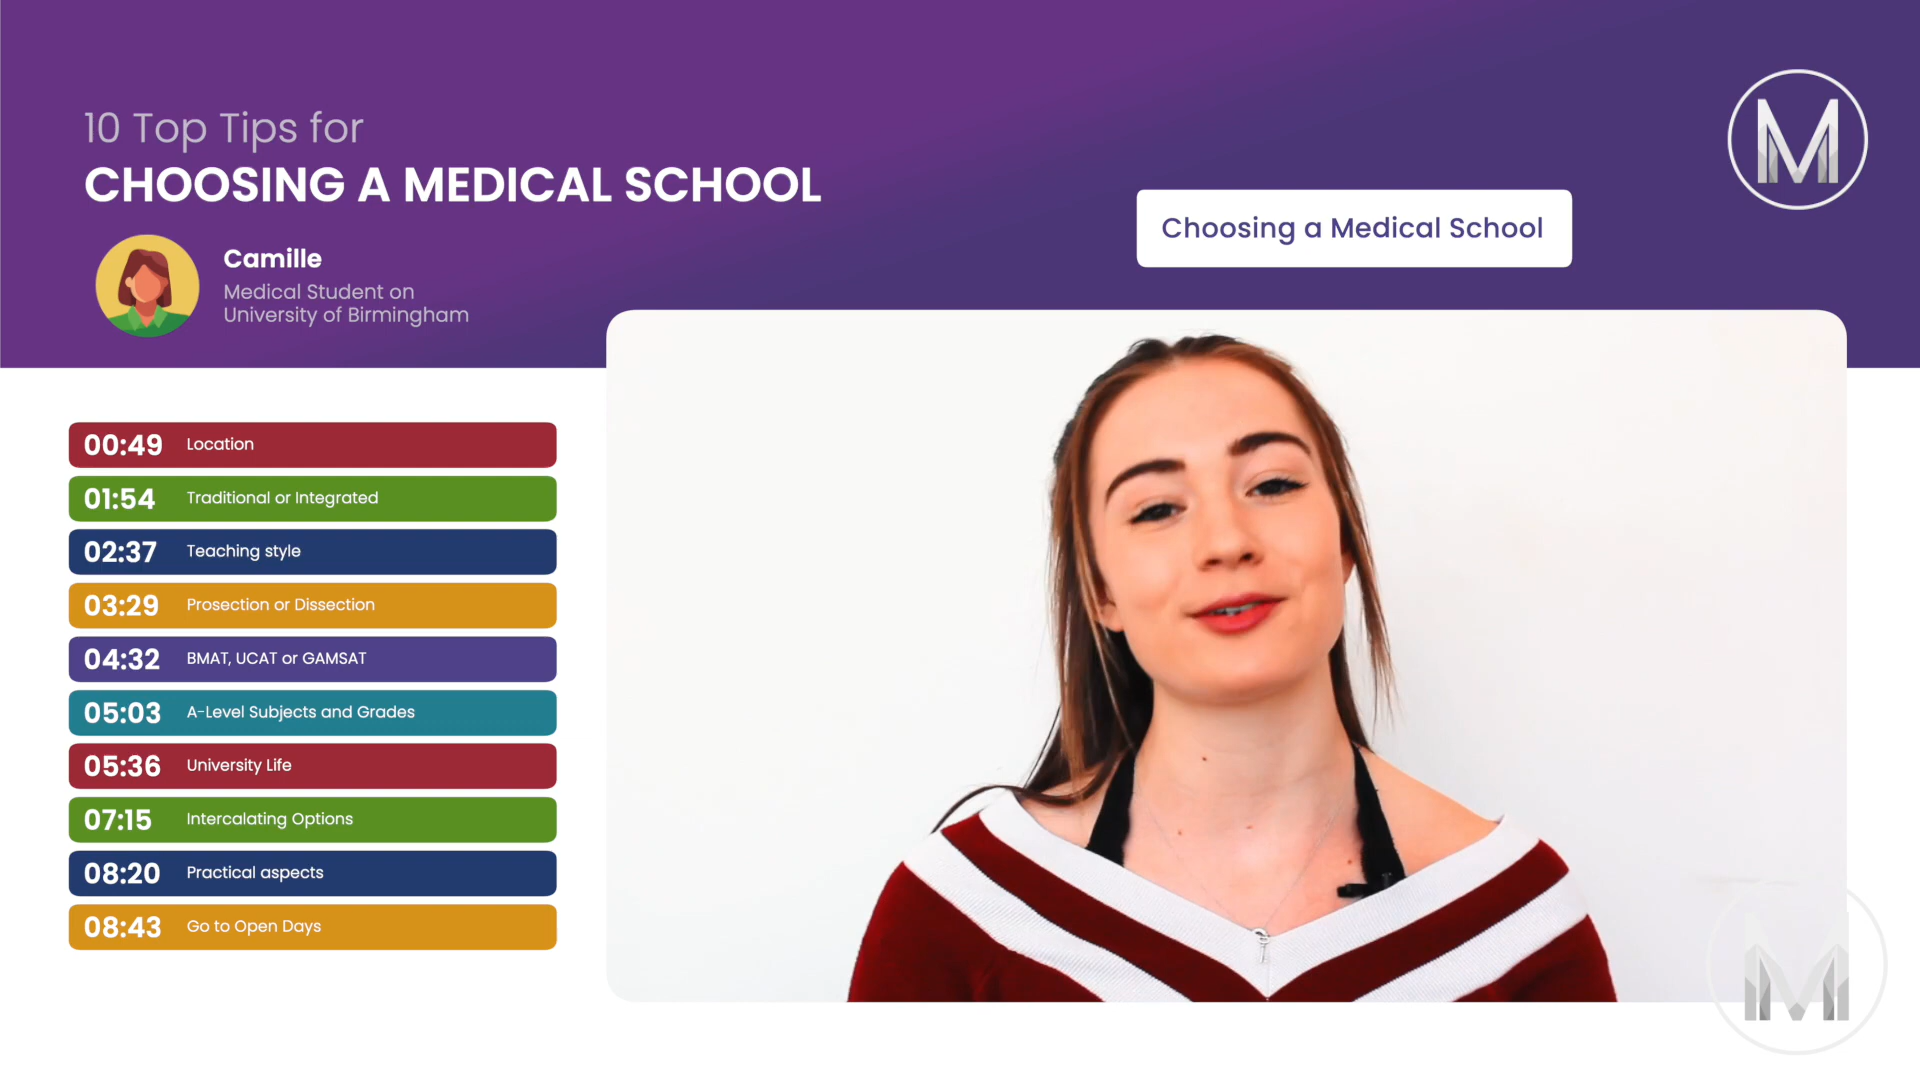 10 Top Tips for
CHOOSING A MEDICAL SCHOOL
Camille
Medical Student on
University of Birmingham
Choosing a Medical School
M
00:49 Location
01:54 Traditional or Integrated
02:37 Teaching style
03:29 Prosection or Dissection
04:32 BMAT, UCAT or GAMSAT
05:03 A-Level Subjects and Grades
05:36 University Life
07:15 Intercalating Options
08:20 Practical aspects
08:43 Go to Open Days
M